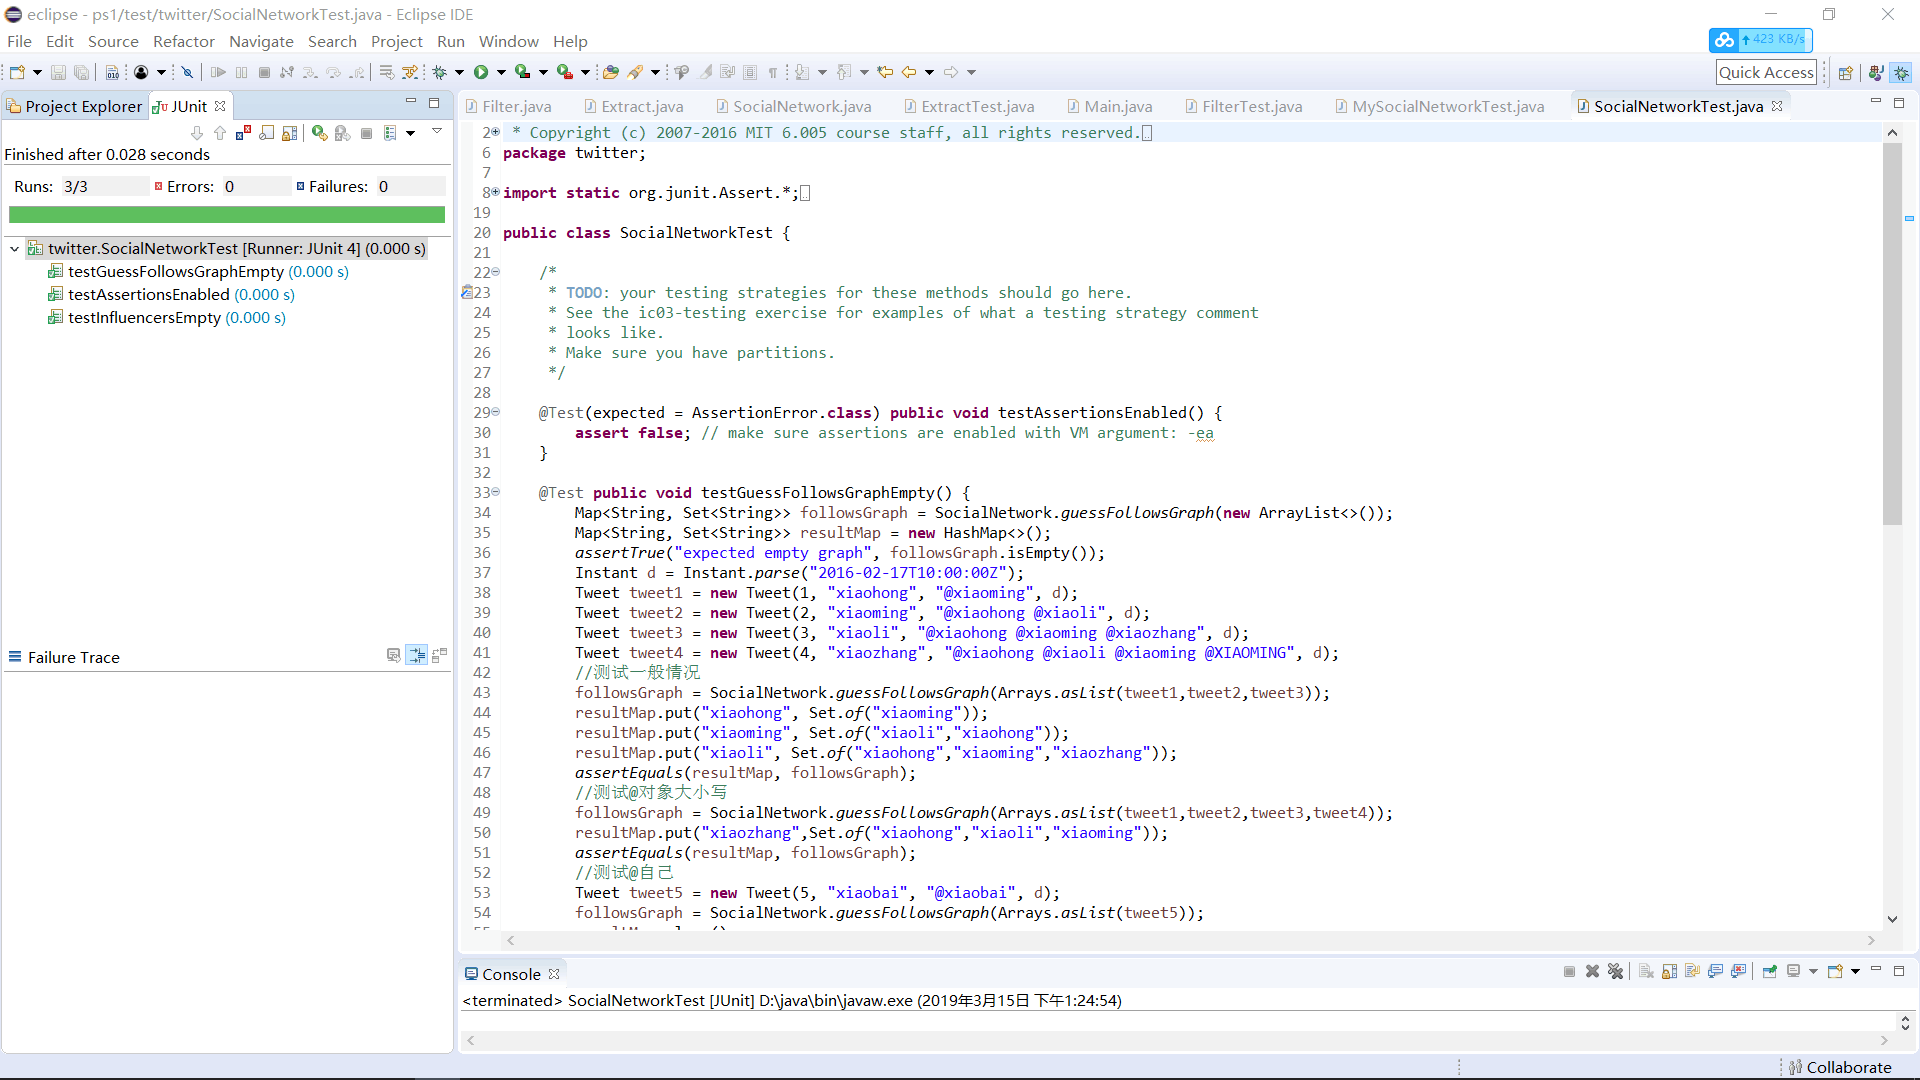 eclipse - ps1/test/twitter/SocialNetworkTest.java - Eclipse IDE
File Edit Source Refactor Navigate Search Project Run Window Help
423 KB/s
Quick Access
Project Explorer
JUnit
Finished after 0.028 seconds
Runs: 3/3 Errors: 0 Failures: 0
twitter.SocialNetworkTest [Runner: JUnit 4] (0.000 s)
testGuessFollowsGraphEmpty (0.000 s)
testAssertionsEnabled (0.000 s)
testInfluencersEmpty (0.000 s)
Failure Trace
Filter.java Extract.java SocialNetwork.java ExtractTest.java Main.java FilterTest.java MySocialNetworkTest.java SocialNetworkTest.java
2 * Copyright (c) 2007-2016 MIT 6.005 course staff, all rights reserved.
6 package twitter;
7
8 import static org.junit.Assert.*;
19
20 public class SocialNetworkTest {
21
22 /*
23 * TODO: your testing strategies for these methods should go here.
24 * See the ic03-testing exercise for examples of what a testing strategy comment
25 * looks like.
26 * Make sure you have partitions.
27 */
28
29 @Test(expected = AssertionError.class) public void testAssertionsEnabled() {
30 assert false; // make sure assertions are enabled with VM argument: -ea
31 }
32
33 @Test public void testGuessFollowsGraphEmpty() {
34 Map<String, Set<String>> followsGraph = SocialNetwork.guessFollowsGraph(new ArrayList<>());
35 Map<String, Set<String>> resultMap = new HashMap<>();
36 assertTrue("expected empty graph", followsGraph.isEmpty());
37 Instant d = Instant.parse("2016-02-17T10:00:00Z");
38 Tweet tweet1 = new Tweet(1, "xiaohong", "@xiaoming", d);
39 Tweet tweet2 = new Tweet(2, "xiaoming", "@xiaohong @xiaoli", d);
40 Tweet tweet3 = new Tweet(3, "xiaoli", "@xiaohong @xiaoming @xiaozhang", d);
41 Tweet tweet4 = new Tweet(4, "xiaozhang", "@xiaohong @xiaoli @xiaoming @XIAOMING", d);
42 //测试一般情况
43 followsGraph = SocialNetwork.guessFollowsGraph(Arrays.asList(tweet1,tweet2,tweet3));
44 resultMap.put("xiaohong", Set.of("xiaoming"));
45 resultMap.put("xiaoming", Set.of("xiaoli","xiaohong"));
46 resultMap.put("xiaoli", Set.of("xiaohong","xiaoming","xiaozhang"));
47 assertEquals(resultMap, followsGraph);
48 //测试@对象大小写
49 followsGraph = SocialNetwork.guessFollowsGraph(Arrays.asList(tweet1,tweet2,tweet3,tweet4));
50 resultMap.put("xiaozhang",Set.of("xiaohong","xiaoli","xiaoming"));
51 assertEquals(resultMap, followsGraph);
52 //测试@自己
53 Tweet tweet5 = new Tweet(5, "xiaobai", "@xiaobai", d);
54 followsGraph = SocialNetwork.guessFollowsGraph(Arrays.asList(tweet5));
Console
<terminated> SocialNetworkTest [JUnit] D:\java\bin\javaw.exe (2019年3月15日 下午1:24:54)
Collaborate